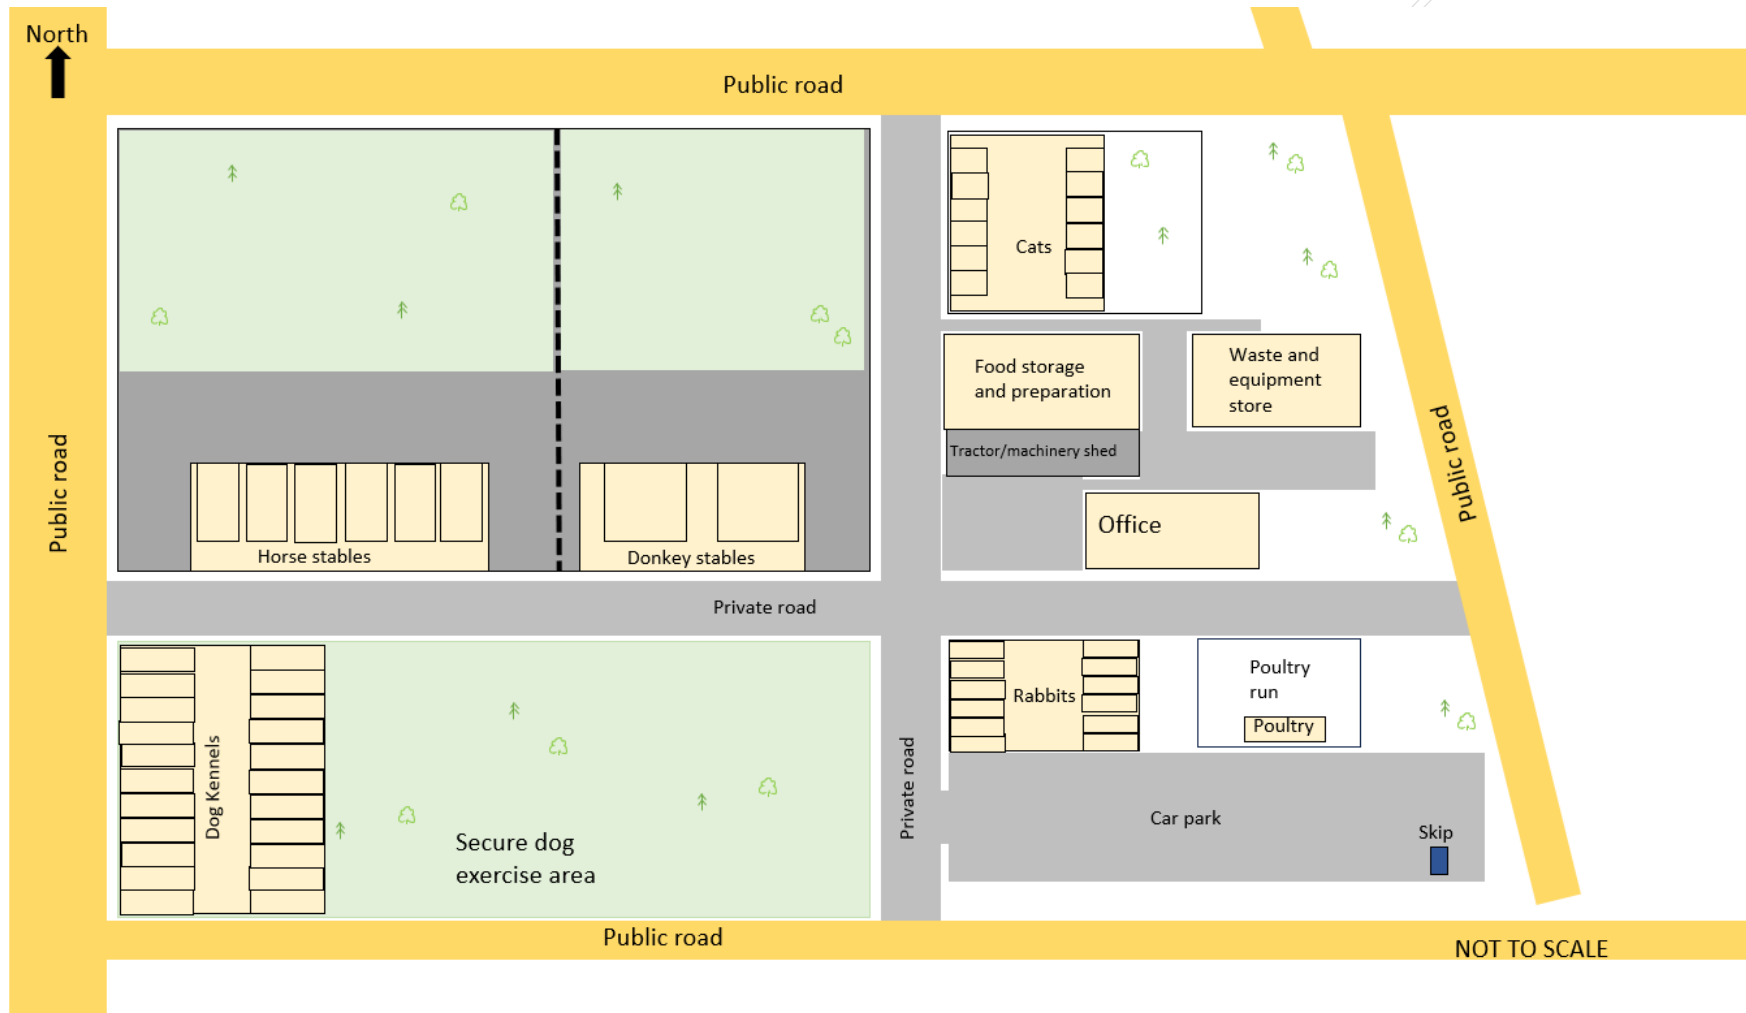 North
Public road
Cats
Food storage
and preparation
Waste and
equipment
store
Tractor/machinery shed
Public road
Public road
Office
Horse stables
Donkey stables
Private road
Rabbits
Poultry
run
Poultry
Dog Kennels
Private road
Car park
Skip
Secure dog
exercise area
Public road
NOT TO SCALE